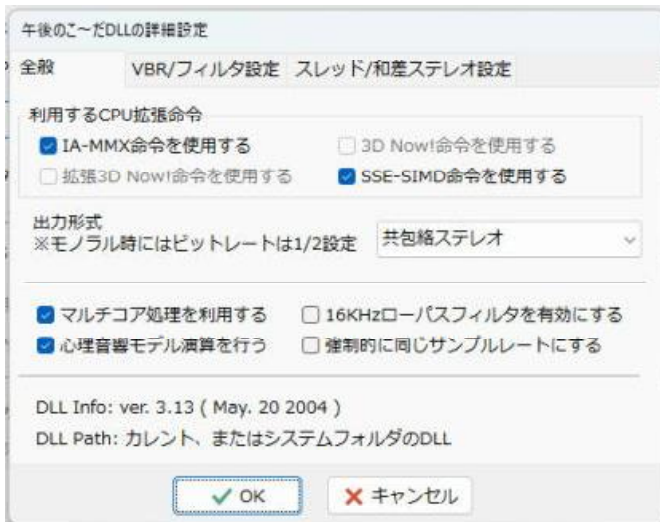 午後のこ～だDLLの詳細設定
全般 VBR/フィルタ設定 スレッド/和差ステレオ設定
利用するCPU拡張命令
IA-MMX命令を使用する 3D Now!命令を使用する
拡張3D Now!命令を使用する SSE-SIMD命令を使用する
出力形式
※モノラル時にはビットレートは1/2設定 共包絡ステレオ
マルチコア処理を利用する 16KHzローパスフィルタを有効にする
心理音響モデル演算を行う 強制的に同じサンプルレートにする
DLL Info: ver. 3.13 ( May. 20 2004 )
DLL Path: カレント、またはシステムフォルダのDLL
OK キャンセル